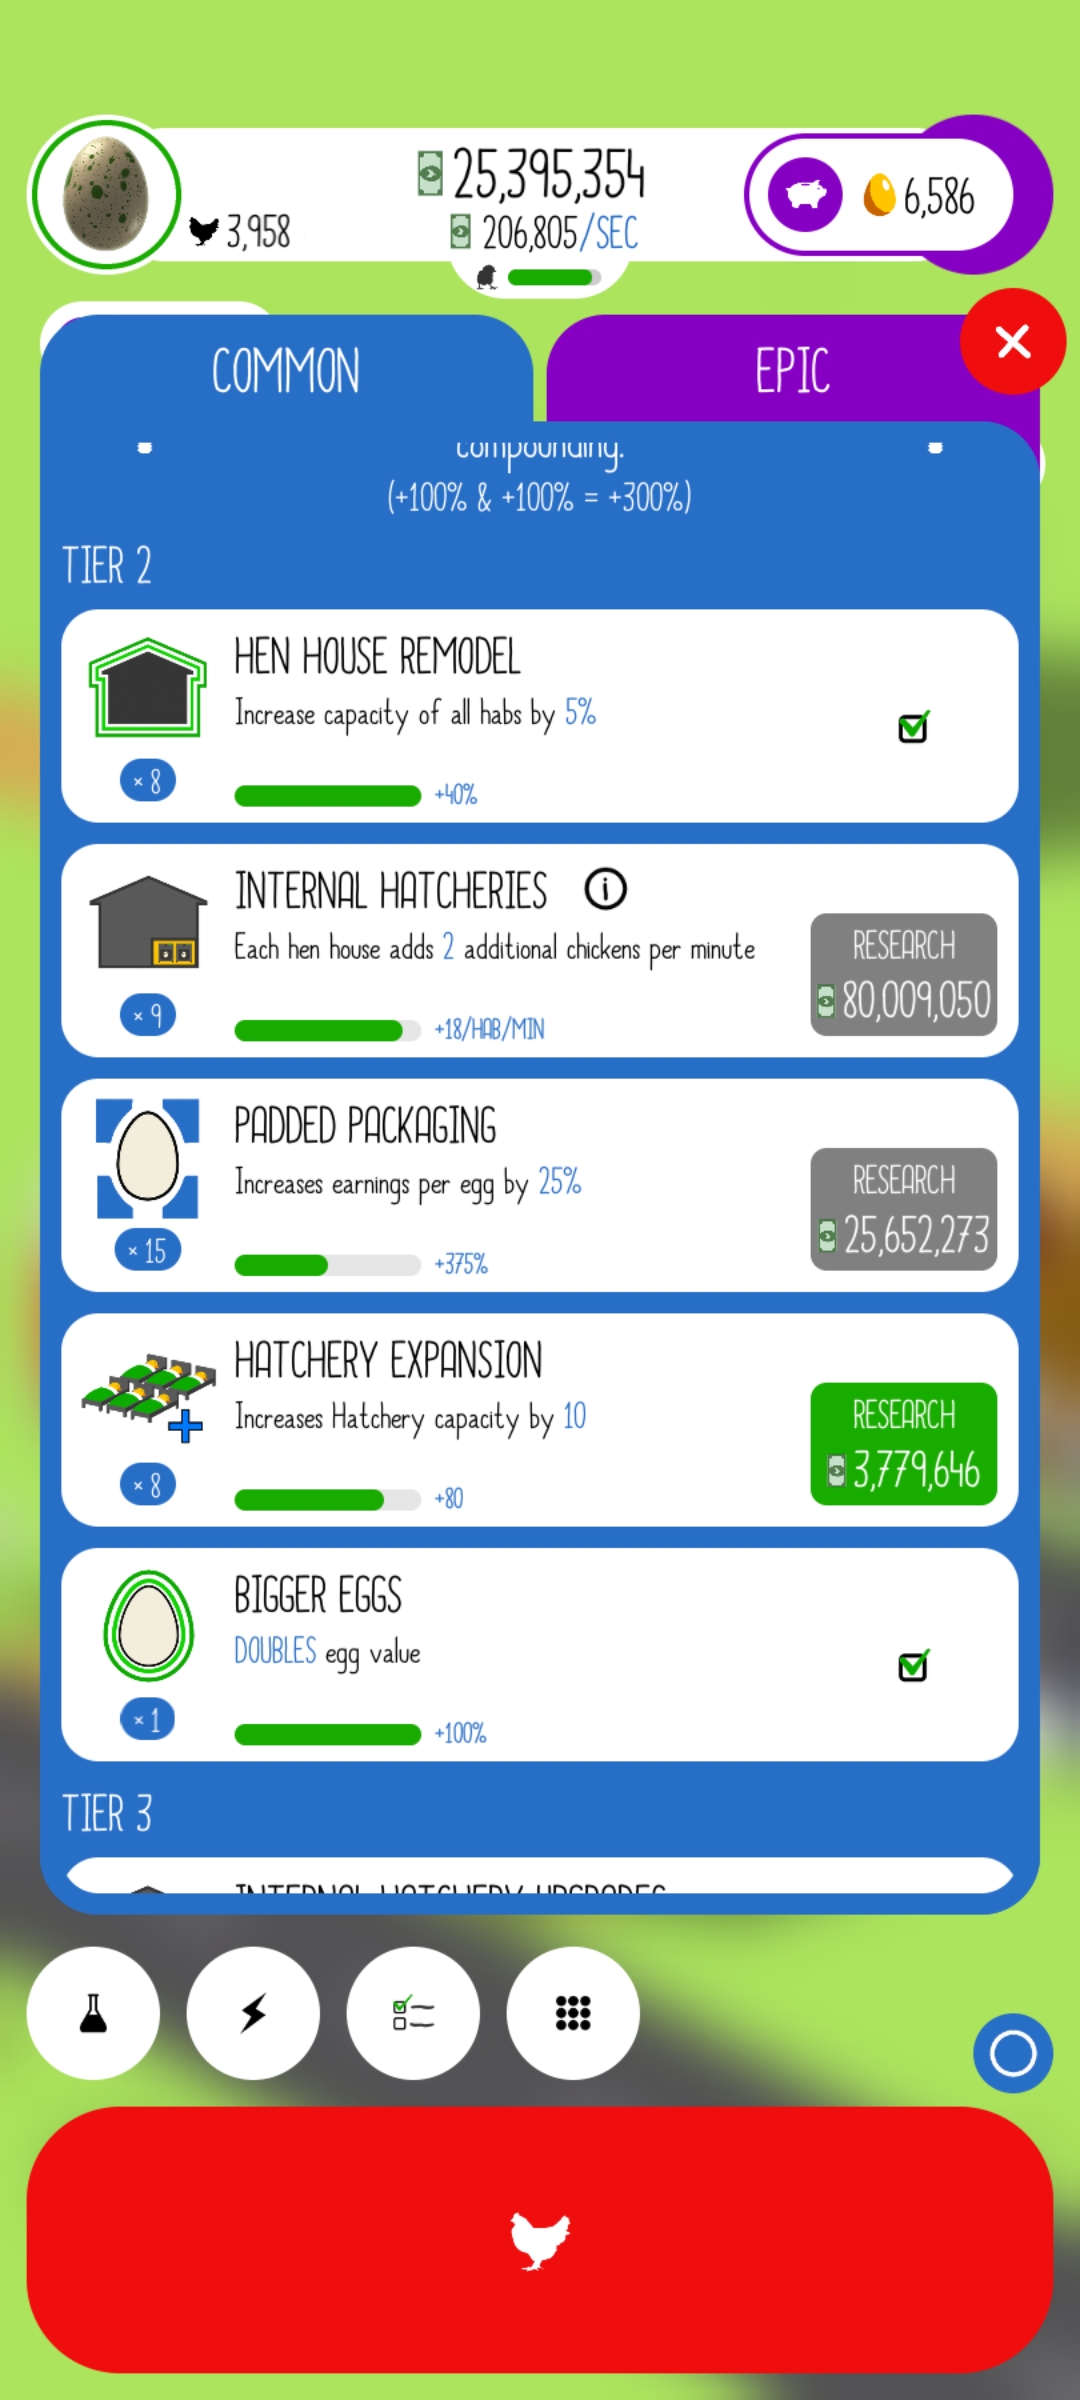 25,395,354
3,958
206,805/SEC
6,586
COMMON
EPIC
compounding.
(+100% & +100% = +300%)
TIER 2
HEN HOUSE REMODEL
Increase capacity of all habs by 5%
× 8
+40%
INTERNAL HATCHERIES
Each hen house adds 2 additional chickens per minute
RESEARCH
80,009,050
× 9
+18/HAB/MIN
PADDED PACKAGING
Increases earnings per egg by 25%
RESEARCH
25,652,273
× 15
+375%
HATCHERY EXPANSION
Increases Hatchery capacity by 10
RESEARCH
3,779,646
× 8
+80
BIGGER EGGS
DOUBLES egg value
× 1
+100%
TIER 3
INTERNAL HATCHERY UPGRADES